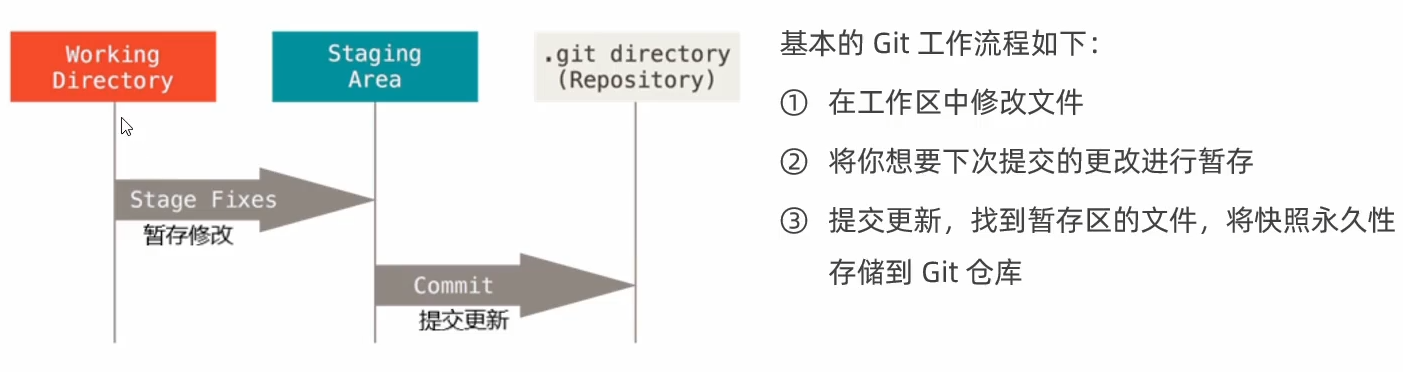 Working
Directory
Staging
Area
.git directory
(Repository)
Stage Fixes
暂存修改
Commit
提交更新
基本的 Git 工作流程如下：
① 在工作区中修改文件
② 将你想要下次提交的更改进行暂存
③ 提交更新，找到暂存区的文件，将快照永久性
存储到 Git 仓库